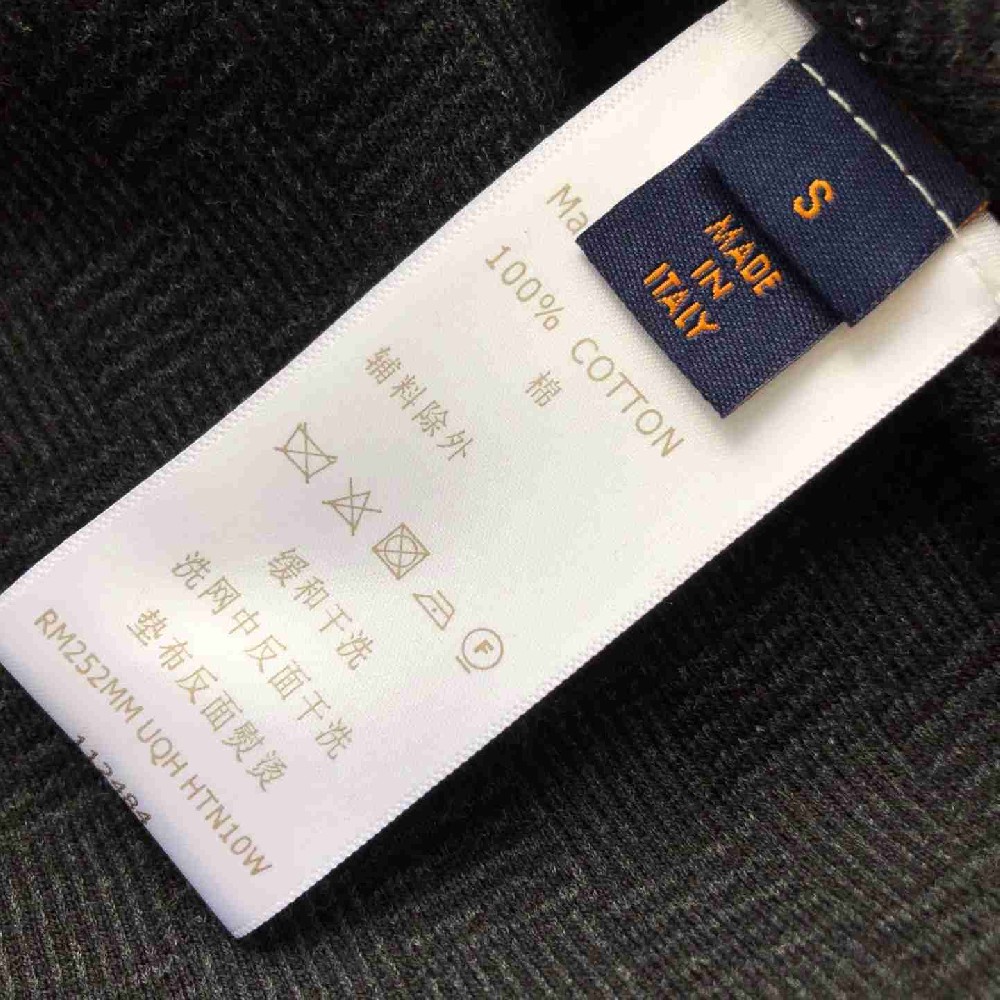 S
MADE
IN
ITALY
100% COTTON
棉
辅料除外
F
缓和干洗
洗网中反面干洗
垫布反面熨烫
RM252MM UQH HTN10W